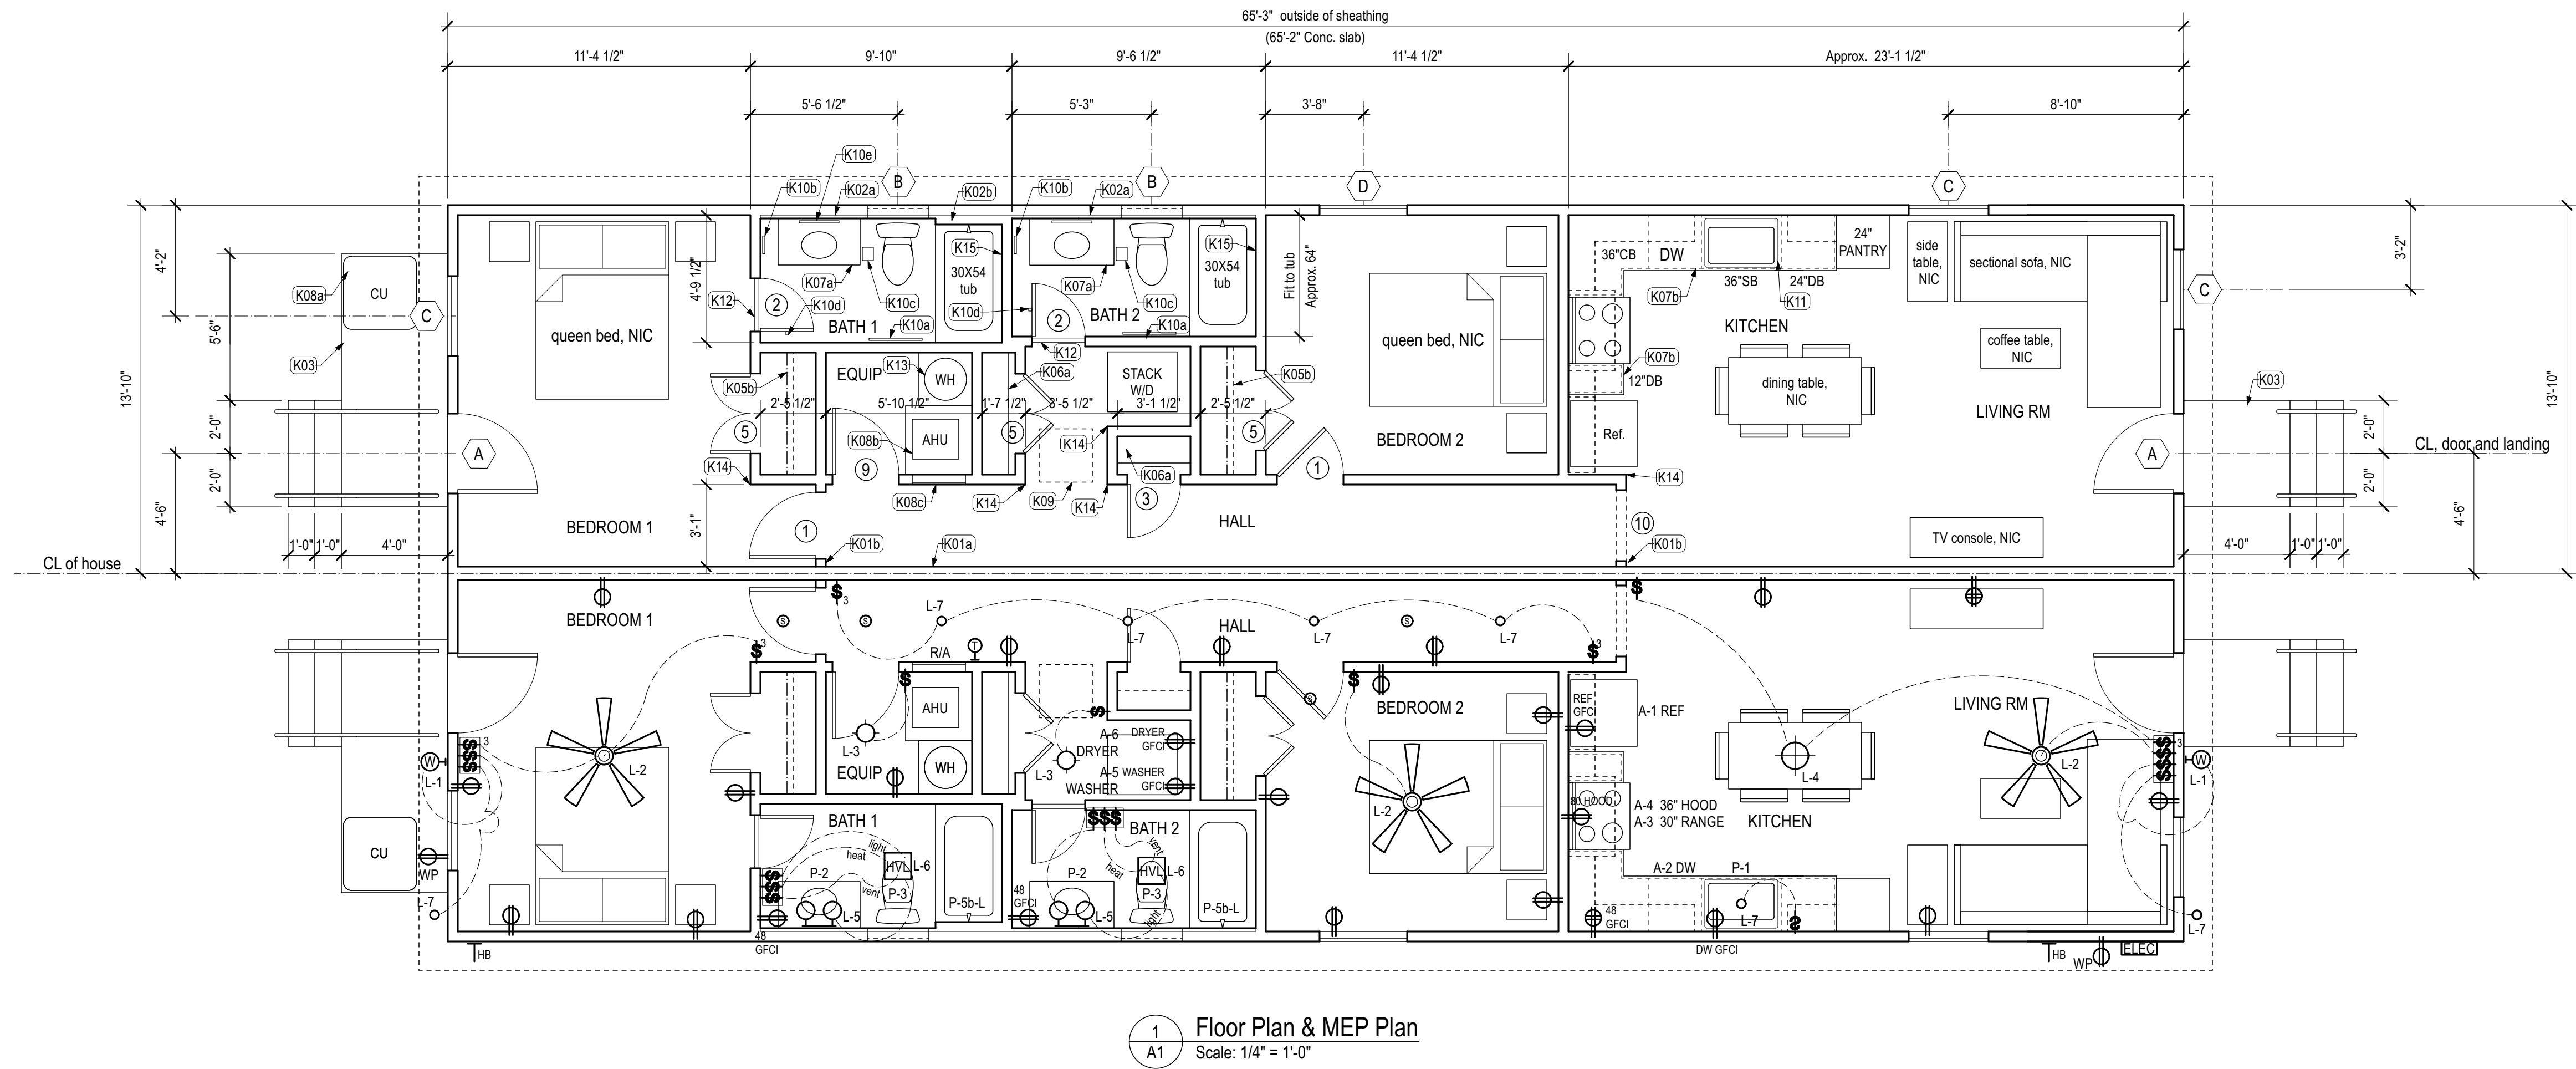 65'-3" outside of sheathing
(65'-2" Conc. slab)
11'-4 1/2"
9'-10"
9'-6 1/2"
11'-4 1/2"
Approx. 23'-1 1/2"
5'-6 1/2"
5'-3"
3'-8"
8'-10"
K10e
K10b
K02a
B
K02b
K10b
K02a
B
D
C
13'-10"
4'-2"
5'-6"
2'-0"
2'-0"
4'-6"
K08a
CU
K03
C
A
1'-0"
1'-0"
4'-0"
CL of house
queen bed, NIC
BEDROOM 1
4'-9 1/2"
K12
2
K07a
K10d
K10c
BATH 1
K10a
K15
30X54
tub
K10d
2
K07a
K10c
BATH 2
K10a
K12
K15
30X54
tub
Fit to tub
Approx. 64"
K05b
EQUIP
K13
WH
K06a
STACK
W/D
K05b
2'-5 1/2"
5'-10 1/2"
1'-7 1/2"
3'-5 1/2"
3'-1 1/2"
2'-5 1/2"
5
K08b
AHU
5
K14
5
K14
9
K08c
K14
K09
K14
K06a
3
1
3'-1"
1
K01b
K01a
HALL
queen bed, NIC
BEDROOM 2
36"CB
DW
36"SB
24"DB
24"
PANTRY
K07b
K11
KITCHEN
K07b
12"DB
Ref.
dining table,
NIC
side
table,
NIC
sectional sofa, NIC
coffee table,
NIC
LIVING RM
TV console, NIC
K14
10
K01b
C
A
K03
3'-2"
2'-0"
2'-0"
4'-6"
13'-10"
CL, door and landing
4'-0"
1'-0"
1'-0"
BEDROOM 1
$
3
S
S
L-7
L-7
HALL
L-7
S
L-7
$
3
$
$
3
R/A
T
$
AHU
L-3
EQUIP
WH
$
A-6
DRYER
DRYER
GFCI
L-3
A-5
WASHER
WASHER
GFCI
S
$
BEDROOM 2
L-2
REF
GFCI
A-1 REF
80 HOOD
A-4 36" HOOD
A-3 30" RANGE
L-4
KITCHEN
LIVING RM
L-2
$$$$
3
W
L-1
W
L-1
$$$
3
L-2
CU
WP
L-7
BATH 1
light
heat
HVL
L-6
P-2
vent
P-3
L-5
$$$
48
GFCI
P-5b-L
$$$
BATH 2
vent
heat
HVL
L-6
P-2
P-3
48
GFCI
L-5
light
P-5b-L
A-2 DW
P-1
48
GFCI
L-7
$
DW GFCI
L-7
HB
HB
WP
ELEC
1
A1
Floor Plan & MEP Plan
Scale: 1/4" = 1'-0"